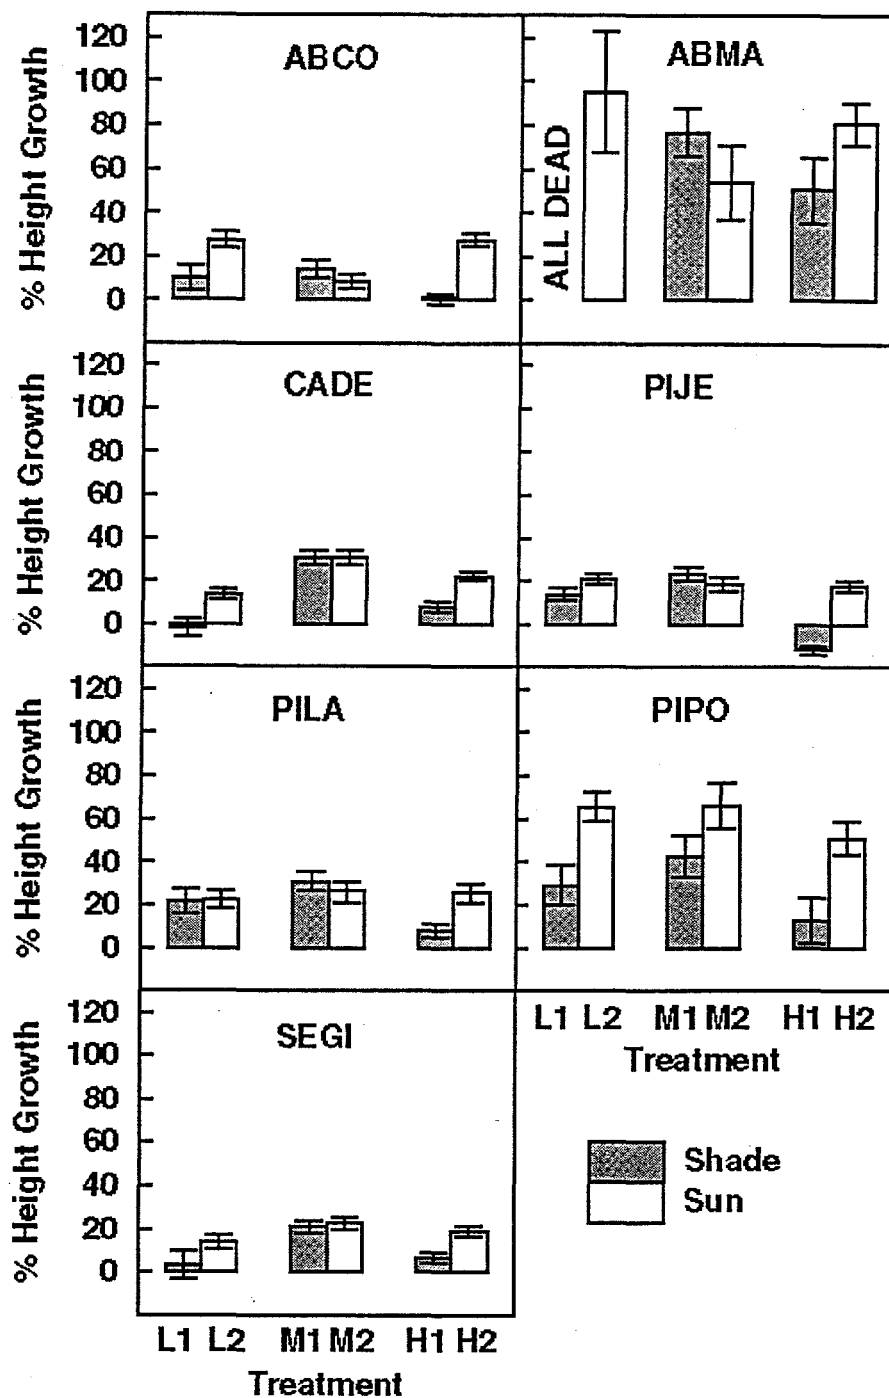 ABCO
% Height Growth
120
100
80
60
40
20
0
ABMA
ALL DEAD
CADE
% Height Growth
120
100
80
60
40
20
0
PIJE
PILA
% Height Growth
120
100
80
60
40
20
0
PIPO
L1 L2 M1 M2 H1 H2
Treatment
SEGI
% Height Growth
120
100
80
60
40
20
0
L1 L2 M1 M2 H1 H2
Treatment
Shade
Sun